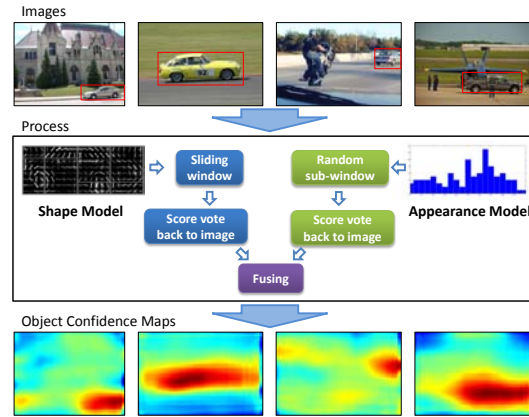 Images
Process
Sliding window
Random sub-window
Shape Model
Appearance Model
Score vote back to image
Score vote back to image
Fusing
Object Confidence Maps